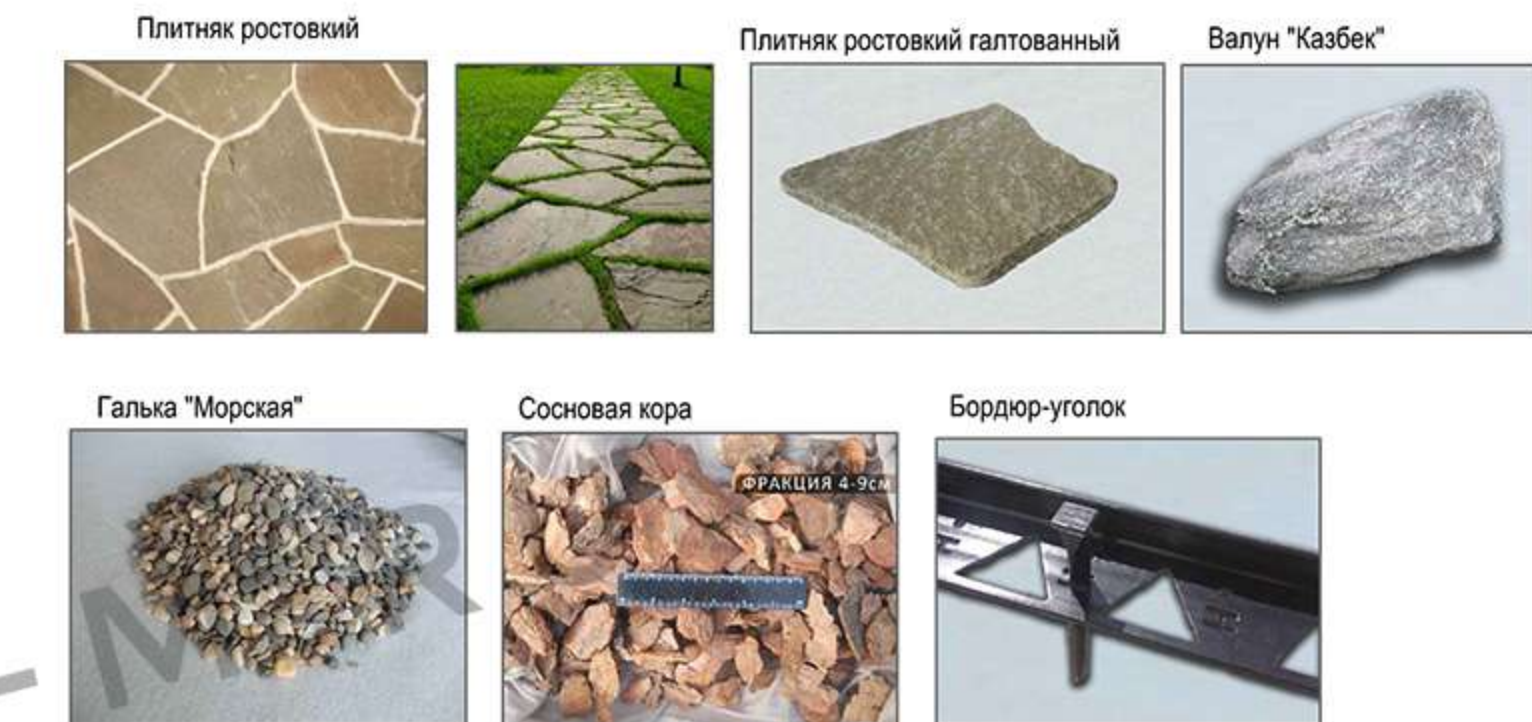 Плитняк ростовкий
Плитняк ростовкий галтованный
Валун "Казбек"
Галька "Морская"
Сосновая кора
Бордюр-уголок
ФРАКЦИЯ 4-9см